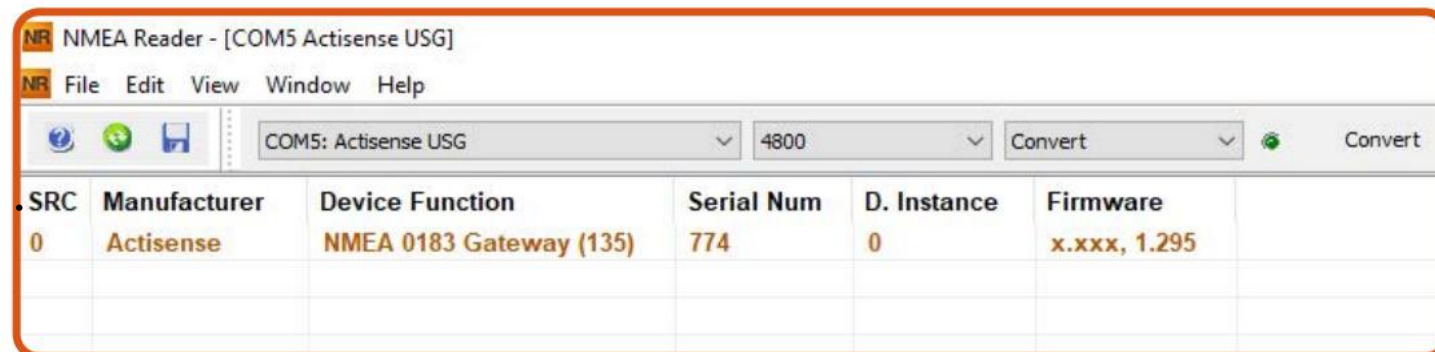 NR NMEA Reader - [COM5 Actisense USG]
NR File Edit View Window Help
COM5: Actisense USG 4800 Convert Convert
SRC Manufacturer Device Function Serial Num D. Instance Firmware
0 Actisense NMEA 0183 Gateway (135) 774 0 x.xxx, 1.295